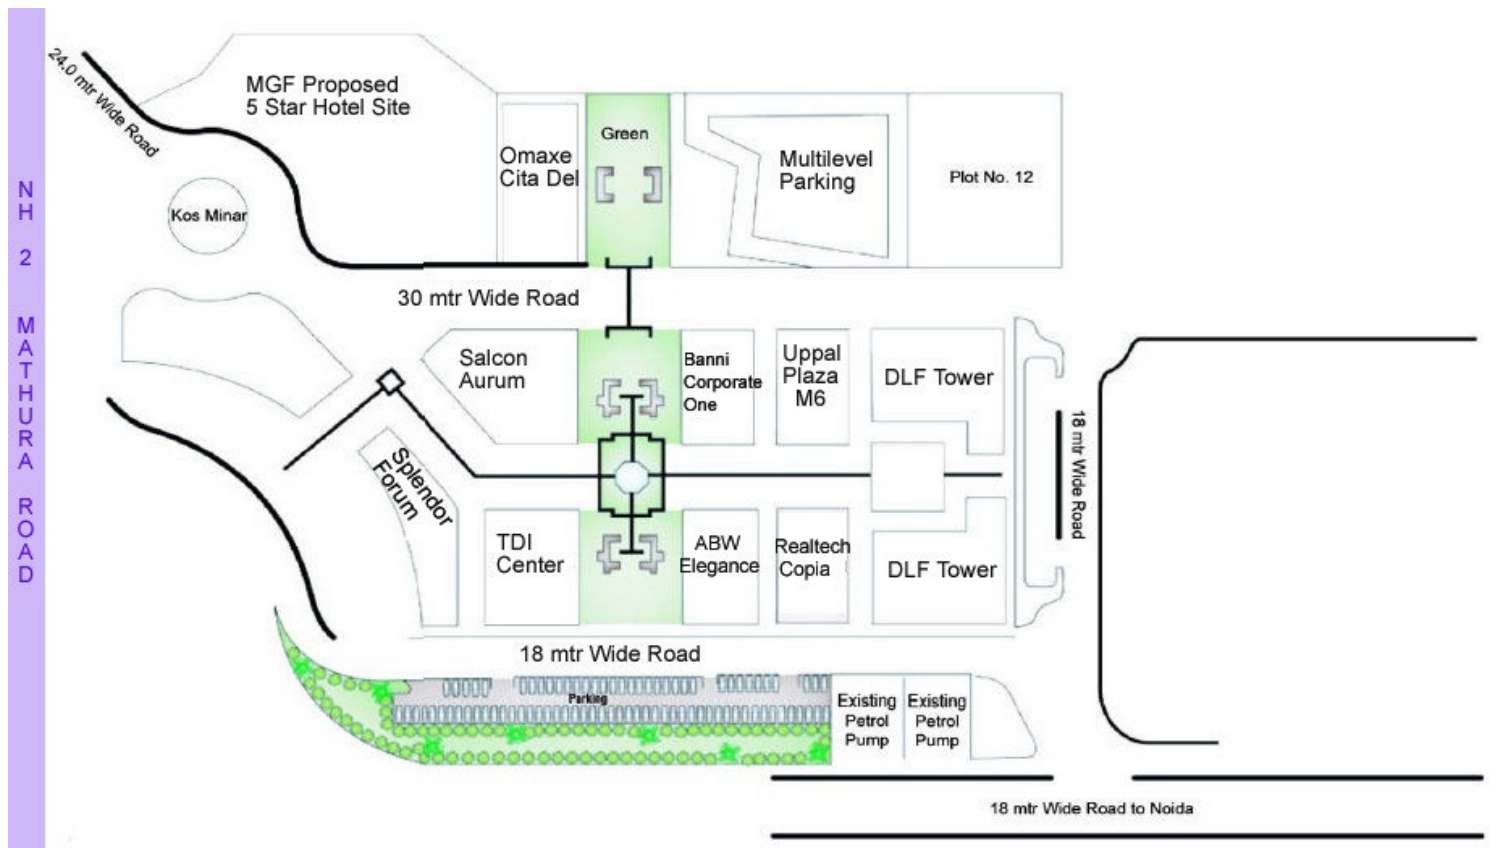 NH 2 MATHURA ROAD
24.0 mtr Wide Road
MGF Proposed
5 Star Hotel Site
Kos Minar
Omaxe
Cita Del
Green
Multilevel
Parking
Plot No. 12
30 mtr Wide Road
Salcon
Aurum
Banni
Corporate
One
Uppal
Plaza
M6
DLF Tower
18 mtr Wide Road
Splendor
Forum
TDI
Center
ABW
Elegance
Realtech
Copia
DLF Tower
18 mtr Wide Road
Parking
Existing
Petrol
Pump
Existing
Petrol
Pump
18 mtr Wide Road to Noida